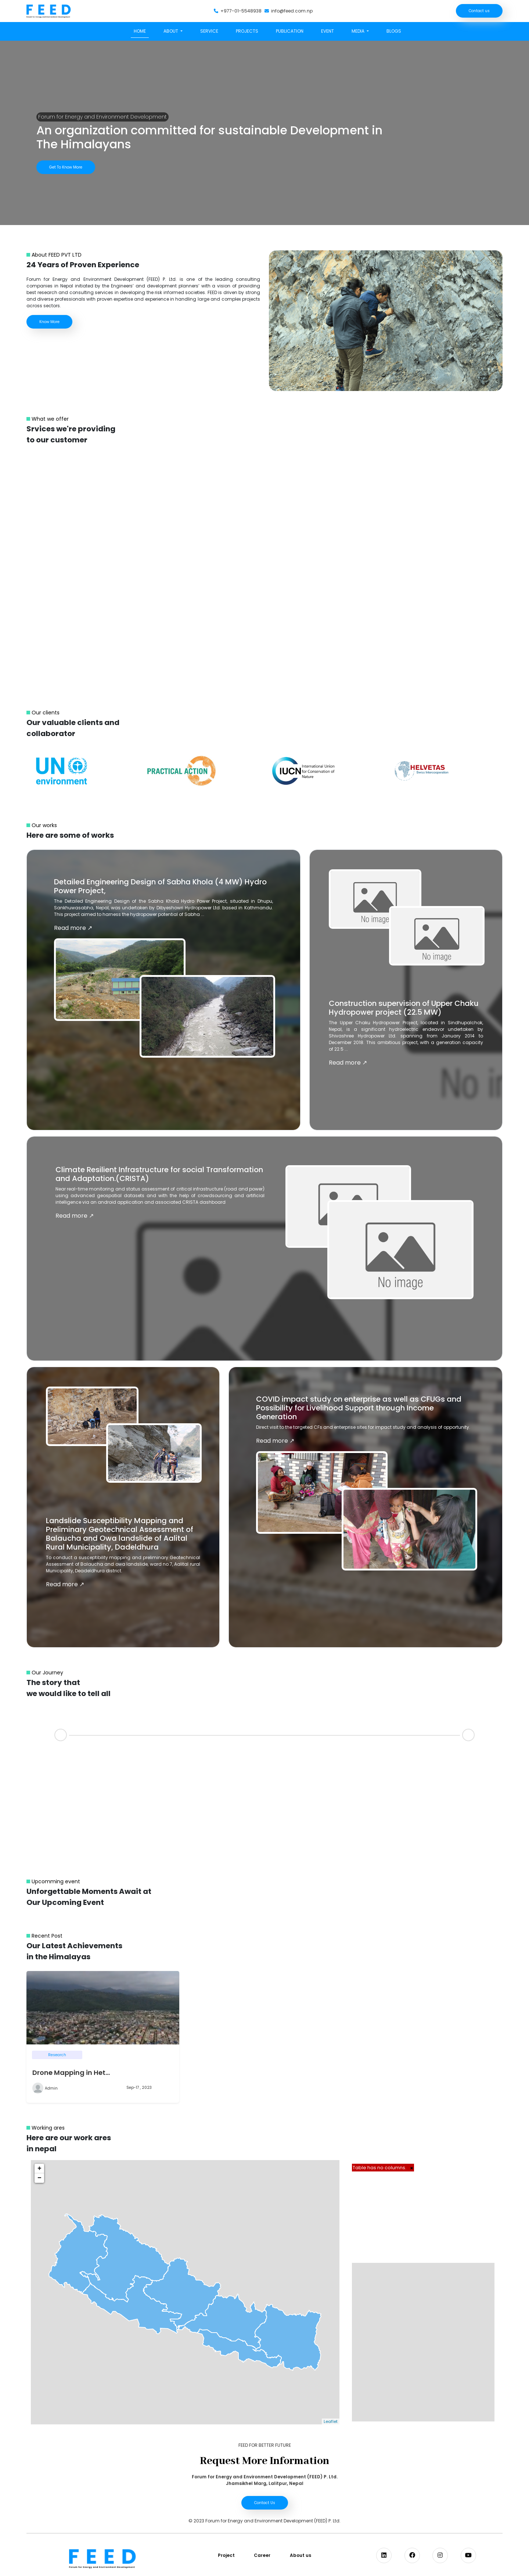 FEED
+977-01-5548938 info@feed.com.np
Contact us
HOME ABOUT SERVICE PROJECTS PUBLICATION EVENT MEDIA BLOGS
Forum for Energy and Environment Development
An organization committed for sustainable Development in
The Himalayans
Get To Know More
About FEED PVT LTD
24 Years of Proven Experience
Forum for Energy and Environment Development (FEED) P. Ltd. is one of the leading consulting
companies in Nepal initiated by the Engineers' and development planners' with a vision of providing
best research and consulting services in developing the risk informed societies. FEED is driven by strong
and diverse professionals with proven expertise and experience in handling large and complex projects
across sectors.
Know More
What we offer
Srvices we're providing
to our customer
Our clients
Our valuable clients and
collaborator
UN environment
PRACTICAL ACTION
IUCN International Union for Conservation of Nature
HELVETAS
Our works
Here are some of works
Detailed Engineering Design of Sabha Khola (4 MW) Hydro
Power Project,
The Detailed Engineering Design of the Sabha Khola Hydro Power Project, situated in Dhupu,
Sankhuwasabha, Nepal, was undertaken by Dibyashwori Hydropower Ltd. based in Kathmandu.
This project aimed to harness the hydropower potential of Sabha ...
Read more ↗
No image
No image
Construction supervision of Upper Chaku
Hydropower project (22.5 MW)
The Upper Chaku Hydropower Project, located in Sindhupalchok,
Nepal, is a significant hydroelectric endeavor undertaken by
Shivashree Hydropower Ltd. spanning from January 2014 to
December 2018. This ambitious project, with a generation capacity
of 22.5 ...
Read more ↗
No im
Climate Resilient Infrastructure for social Transformation
and Adaptation.(CRISTA)
Near real-time monitoring and status assessment of critical infrastructure (road and power)
using advanced geospatial datasets and with the help of crowdsourcing and artificial
intelligence via an android application and associated CRISTA dashboard.
Read more ↗
No image
No image
Landslide Susceptibility Mapping and
Preliminary Geotechnical Assessment of
Balaucha and Owa landslide of Aalital
Rural Municipality, Dadeldhura
To conduct a susceptibility mapping and preliminary Geotechnical
Assessment of Balaucha and awa landslide, ward no 7, Aalital rural
Municipality, Deadeldhura district.
Read more ↗
COVID impact study on enterprise as well as CFUGs and
Possibility for Livelihood Support through Income
Generation
Direct visit to the targeted CFs and enterprise sites for impact study and analysis of opportunity.
Read more ↗
Our Journey
The story that
we would like to tell all
Upcomming event
Unforgettable Moments Await at
Our Upcoming Event
Recent Post
Our Latest Achievements
in the Himalayas
Research
Drone Mapping in Het...
Admin Sep-17 , 2023
Working ares
Here are our work ares
in nepal
+
−
Table has no columns.
Leaflet
FEED FOR BETTER FUTURE
Request More Information
Forum for Energy and Environment Development (FEED) P. Ltd.
Jhamsikhel Marg, Lalitpur, Nepal
Contact Us
© 2023 Forum for Energy and Environment Development (FEED) P. Ltd.
FEED
Forum for Energy and Environment Development
Project Career About us